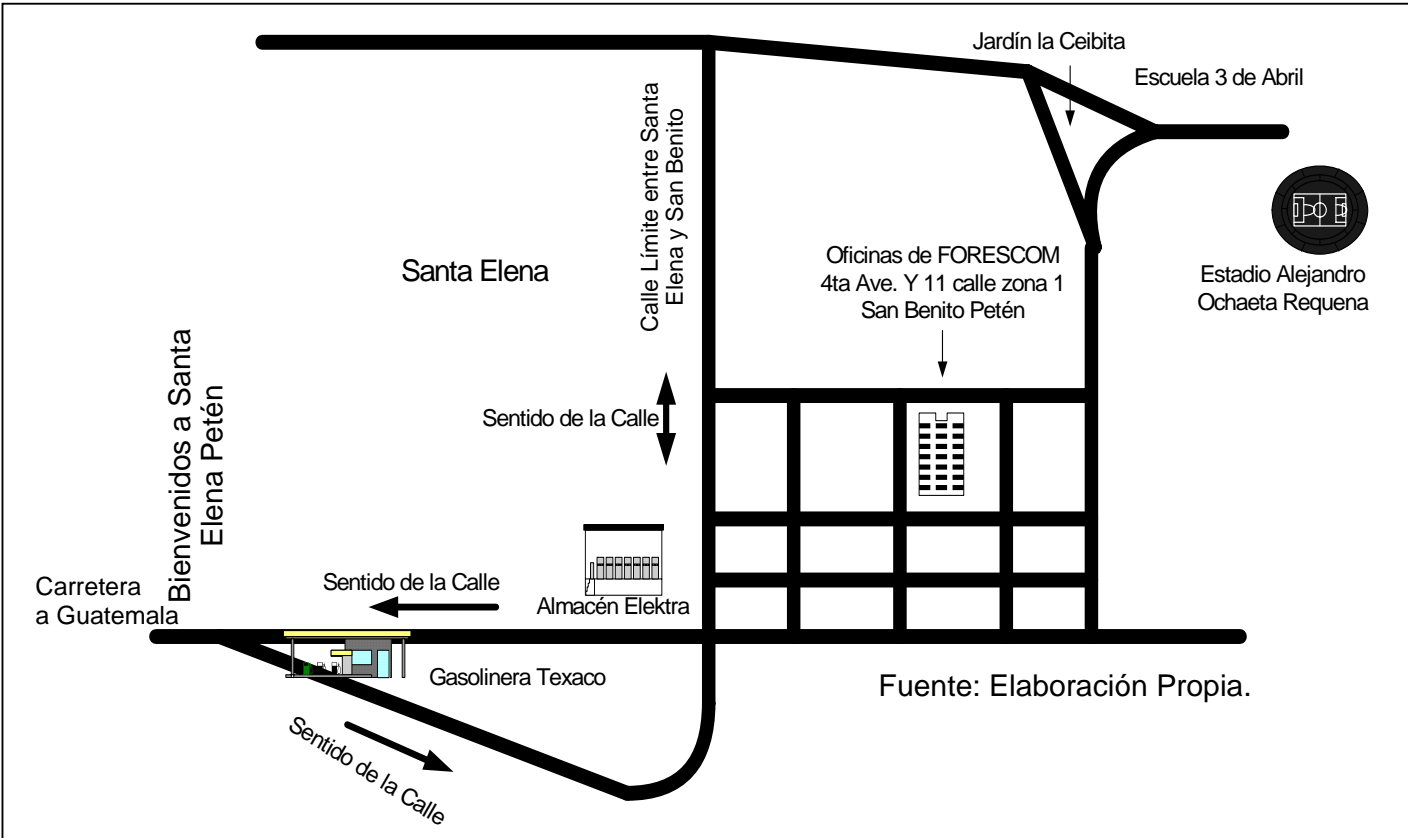 Jardín la Ceibita
Escuela 3 de Abril
Calle Límite entre Santa
Elena y San Benito
Santa Elena
Oficinas de FORESCOM
4ta Ave. Y 11 calle zona 1
San Benito Petén
Estadio Alejandro
Ochaeta Requena
Bienvenidos a Santa
Elena Petén
Sentido de la Calle
Carretera
a Guatemala
Sentido de la Calle
Almacén Elektra
Gasolinera Texaco
Fuente: Elaboración Propia.
Sentido de la Calle